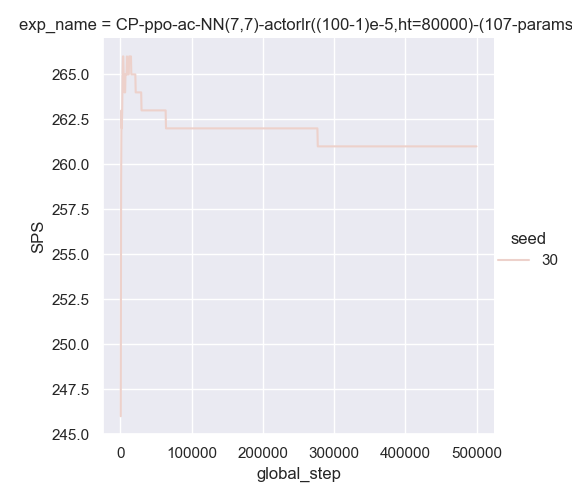 exp_name = CP-ppo-ac-NN(7,7)-actorlr((100-1)e-5,ht=80000)-(107-params
265.0
262.5
260.0
257.5
255.0
252.5
250.0
247.5
245.0
SPS
0 100000 200000 300000 400000 500000
global_step
seed
30